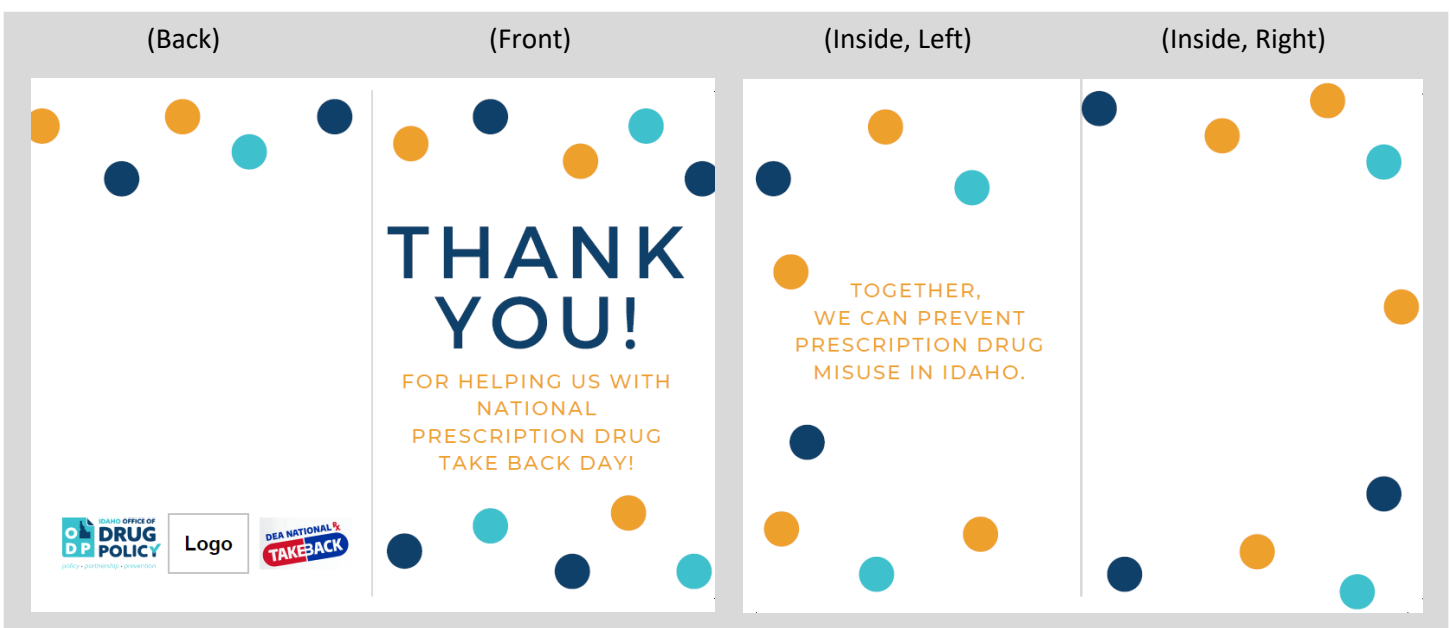 (Back)
(Front)
(Inside, Left)
(Inside, Right)
THANK
YOU!
FOR HELPING US WITH
NATIONAL
PRESCRIPTION DRUG
TAKE BACK DAY!
TOGETHER,
WE CAN PREVENT
PRESCRIPTION DRUG
MISUSE IN IDAHO.
ODP
IDAHO OFFICE OF
DRUG
POLICY
policy • partnership • prevention
Logo
DEA NATIONAL Rx
TAKEBACK